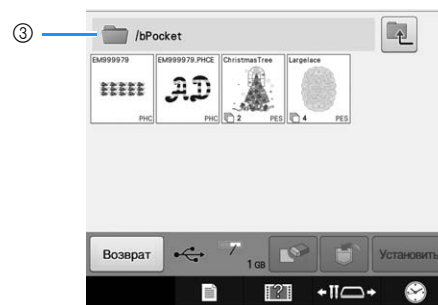 ③
/bPocket
EM999979 EM999979.PHCE ChristmasTree Largelace
PHC PHC 2 PES 4 PES
Возврат 1 GB Установить